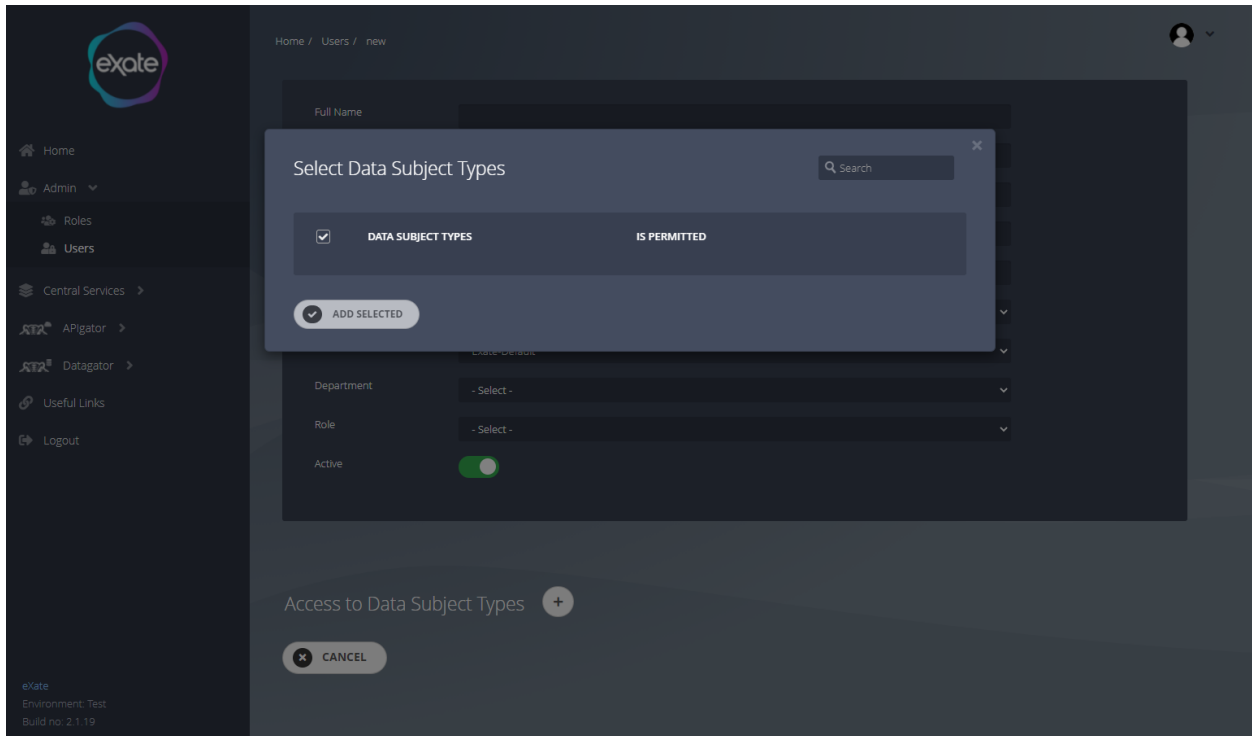 eXate
Home / Users / new
Home
Admin
Roles
Users
Central Services
APIgator
Datagator
Useful Links
Logout
eXate
Environment: Test
Build no: 2.1.19
Full Name
Select Data Subject Types
Search
DATA SUBJECT TYPES IS PERMITTED
ADD SELECTED
Exate-Default
Department - Select -
Role - Select -
Active
Access to Data Subject Types
CANCEL